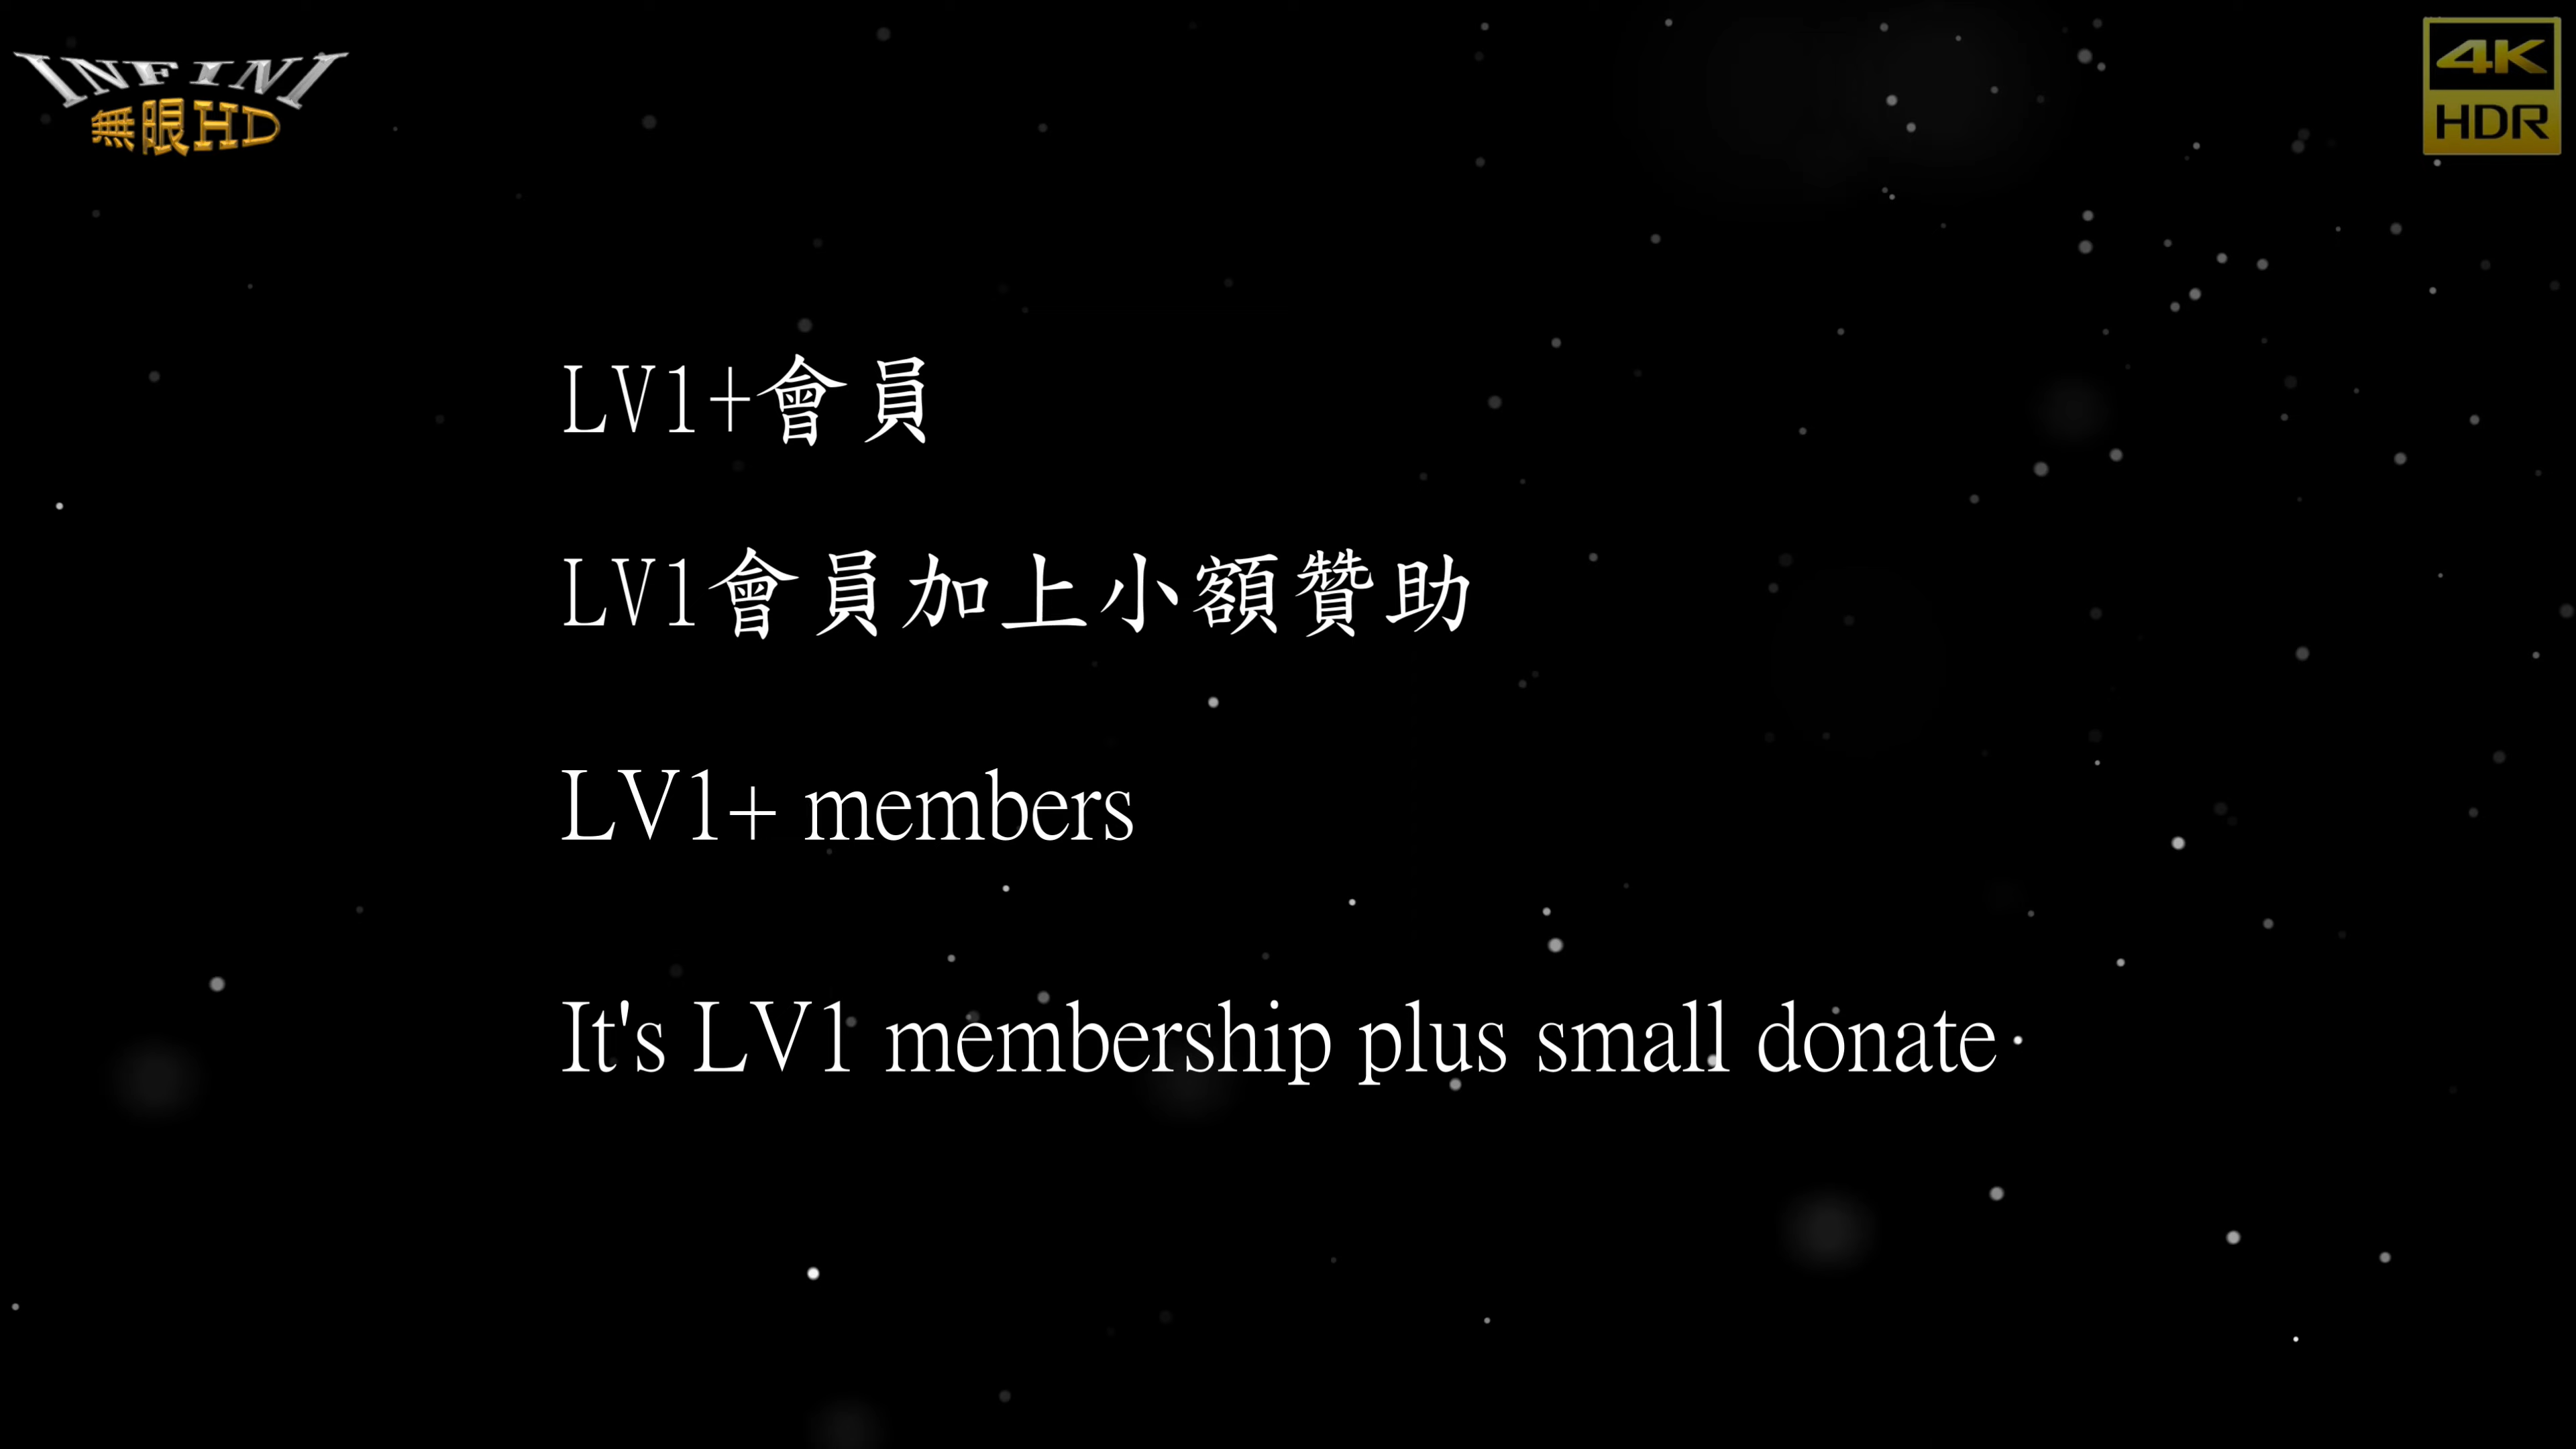 INFINI
無限HD
4K
HDR
LV1+會員
LV1會員加上小額贊助
LV1+ members
It's LV1 membership plus small donate